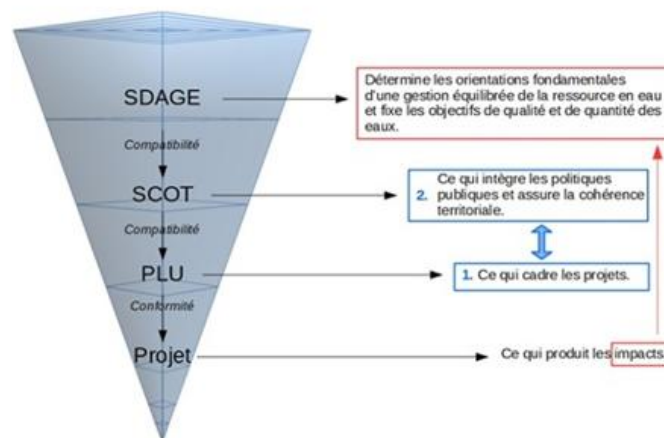 SDAGE
Détermine les orientations fondamentales
d'une gestion équilibrée de la ressource en eau
et fixe les objectifs de qualité et de quantité des
eaux.
Compatibilité
SCOT
2. Ce qui intègre les politiques
publiques et assure la cohérence
territoriale.
Compatibilité
PLU
1. Ce qui cadre les projets.
Conformité
Projet
Ce qui produit les impacts